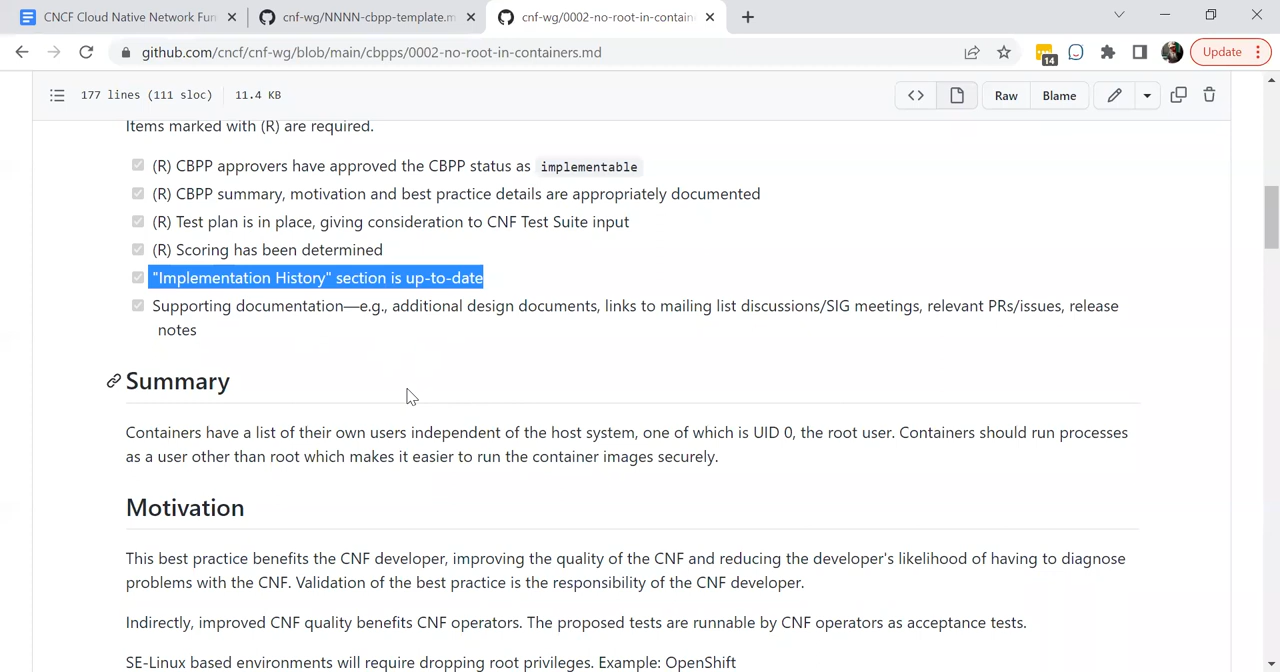 CNCF Cloud Native Network Fun
cnf-wg/NNNN-cbpp-template.m
cnf-wg/0002-no-root-in-contain
github.com/cncf/cnf-wg/blob/main/cbpps/0002-no-root-in-containers.md
14
Update
177 lines (111 sloc)
11.4 KB
Raw
Blame
Items marked with (R) are required.
(R) CBPP approvers have approved the CBPP status as implementable
(R) CBPP summary, motivation and best practice details are appropriately documented
(R) Test plan is in place, giving consideration to CNF Test Suite input
(R) Scoring has been determined
"Implementation History" section is up-to-date
Supporting documentation—e.g., additional design documents, links to mailing list discussions/SIG meetings, relevant PRs/issues, release
notes
Summary
Containers have a list of their own users independent of the host system, one of which is UID 0, the root user. Containers should run processes
as a user other than root which makes it easier to run the container images securely.
Motivation
This best practice benefits the CNF developer, improving the quality of the CNF and reducing the developer's likelihood of having to diagnose
problems with the CNF. Validation of the best practice is the responsibility of the CNF developer.
Indirectly, improved CNF quality benefits CNF operators. The proposed tests are runnable by CNF operators as acceptance tests.
SE-Linux based environments will require dropping root privileges. Example: OpenShift